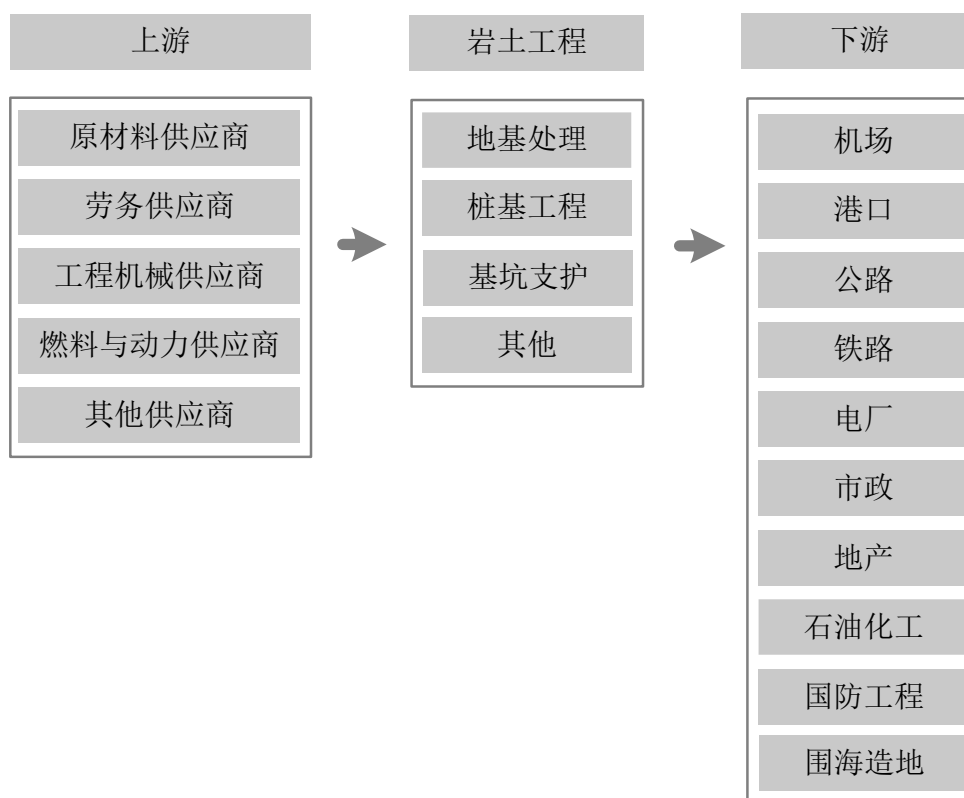 上游
原材料供应商
劳务供应商
工程机械供应商
燃料与动力供应商
其他供应商
岩土工程
地基处理
桩基工程
基坑支护
其他
下游
机场
港口
公路
铁路
电厂
市政
地产
石油化工
国防工程
围海造地